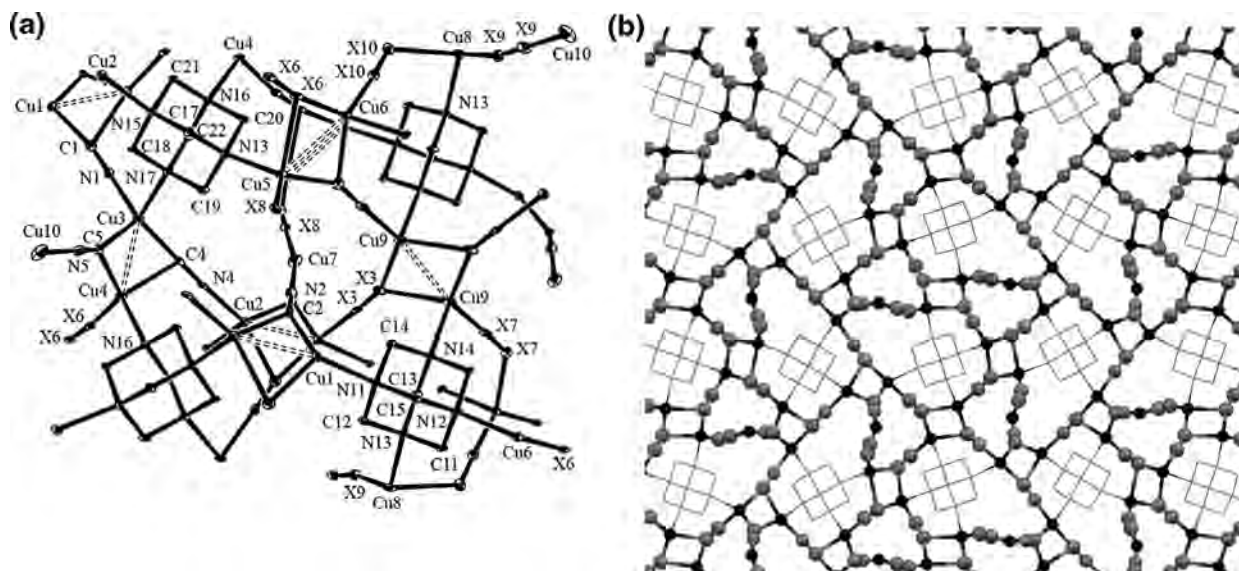 (a)
(b)
Cu4
X10
Cu8
X9
X9
Cu10
Cu2
C21
X6
X6
X10
Cu1
N16
C17
C22
C20
Cu6
N13
N15
C1
C18
N13
N1
N17
Cu5
C19
X8
Cu3
X8
Cu9
Cu10
C5
N5
C4
Cu7
Cu4
N4
N2
X3
X3
Cu9
X6
Cu2
C2
X6
C14
X7
N16
N14
X7
Cu1
N11
C13
C15
N12
C12
N13
C11
Cu6
X6
X9
Cu8